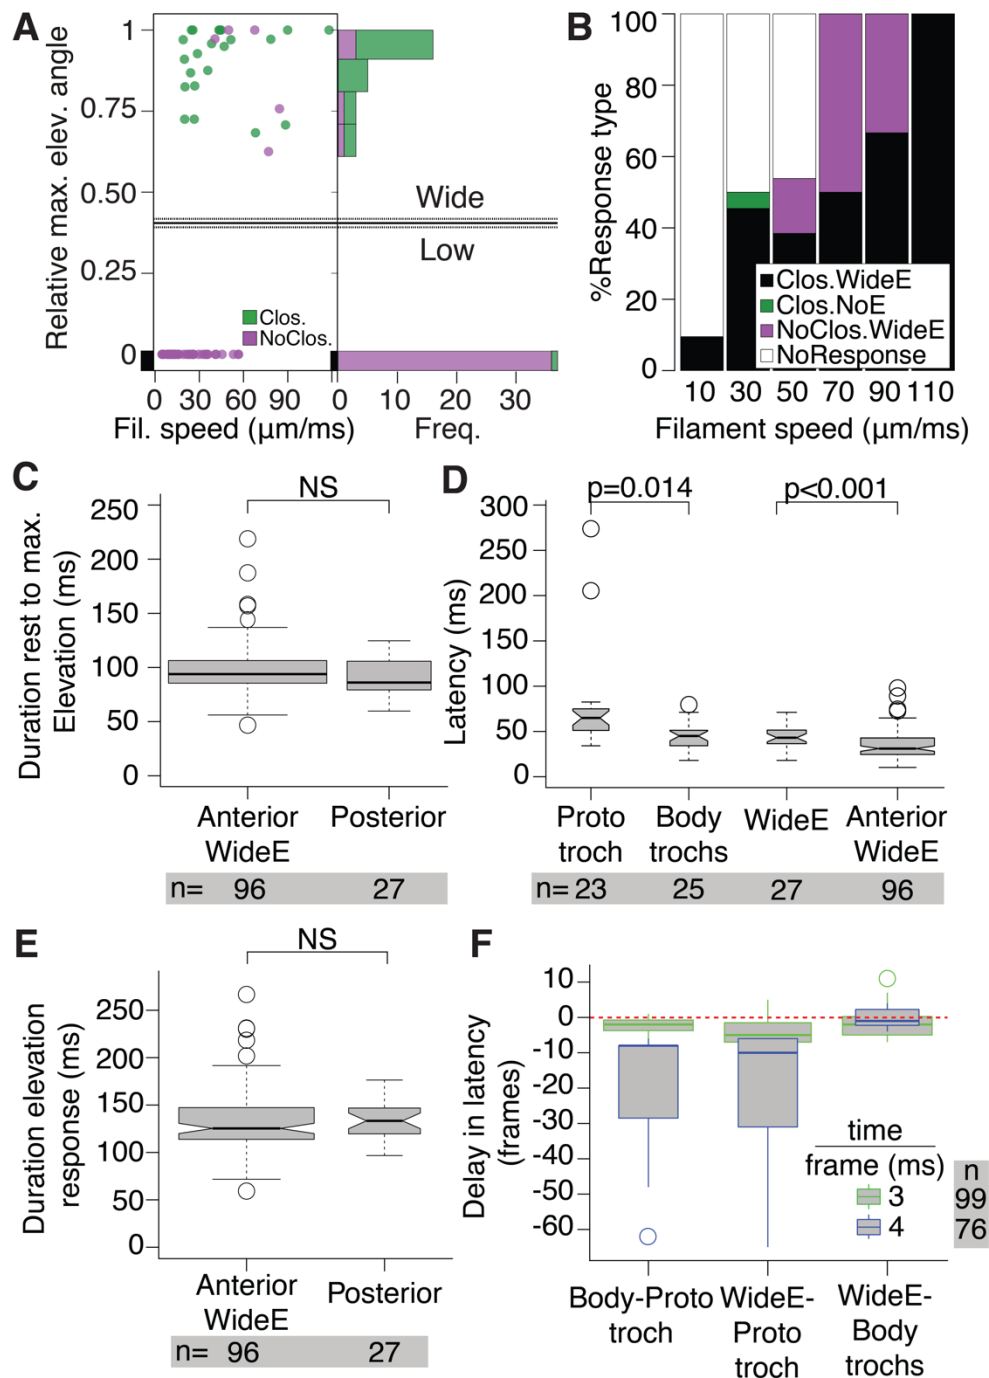 A
Relative max. elev. angle
1
0.75
0.50
0.25
0
Wide
Low
Clos.
NoClos.
0 30 60 90
0 10 20 30
Fil. speed (µm/ms)
Freq.
B
%Response type
100
80
60
40
20
0
Clos.WideE
Clos.NoE
NoClos.WideE
NoResponse
10 30 50 70 90 110
Filament speed (µm/ms)
C
NS
Duration rest to max.
Elevation (ms)
250
200
150
100
50
0
Anterior
WideE
Posterior
n= 96 27
D
p=0.014
p<0.001
Latency (ms)
300
250
200
150
100
50
0
Proto
troch
Body
trochs
WideE
Anterior
WideE
n= 23 25 27 96
E
NS
Duration elevation
response (ms)
250
200
150
100
50
0
Anterior
WideE
Posterior
n= 96 27
F
Delay in latency
(frames)
10
0
-10
-20
-30
-40
-50
-60
time
frame (ms)
n
3 99
4 76
Body-Proto
troch
WideE-
Proto
troch
WideE-
Body
trochs